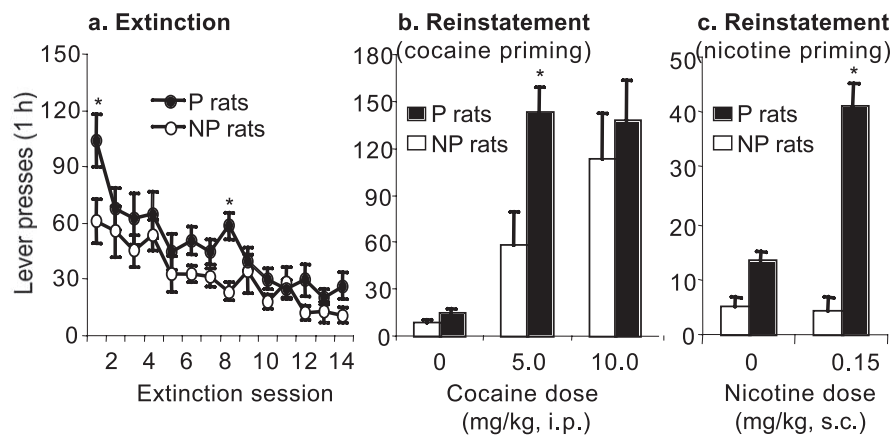 a. Extinction
Lever presses (1 h)
150
120
90
60
30
0
*
*
P rats
NP rats
2 4 6 8 10 12 14
Extinction session
b. Reinstatement
(cocaine priming)
180
150
120
90
60
30
0
*
P rats
NP rats
0 5.0 10.0
Cocaine dose
(mg/kg, i.p.)
c. Reinstatement
(nicotine priming)
50
40
30
20
10
0
*
P rats
NP rats
0 0.15
Nicotine dose
(mg/kg, s.c.)